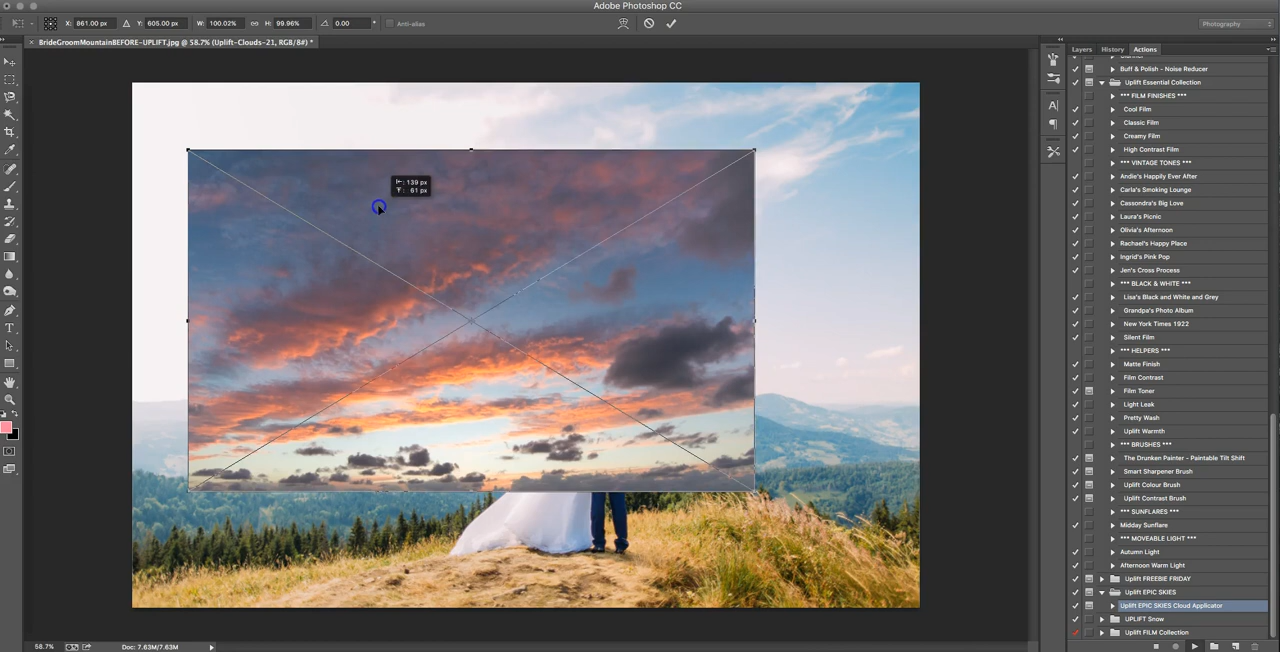 Adobe Photoshop CC
X: 861.00 px Y: 605.00 px W: 100.02% H: 99.96% 0.00 ° Anti-alias Photography
× BrideGroomMountainBEFORE-UPLIFT.jpg @ 58.7% (Uplift-Clouds-21, RGB/8#) *
Layers History Actions
Buff & Polish - Noise Reducer
Uplift Essential Collection
*** FILM FINISHES ***
Cool Film
Classic Film
Creamy Film
High Contrast Film
*** VINTAGE TONES ***
Andie's Happily Ever After
Carla's Smoking Lounge
Cassondra's Big Love
Laura's Picnic
Olivia's Afternoon
Rachael's Happy Place
Ingrid's Pink Pop
Jen's Cross Process
*** BLACK & WHITE ***
Lisa's Black and White and Grey
Grandpa's Photo Album
New York Times 1922
Silent Film
*** HELPERS ***
Matte Finish
Film Contrast
Film Toner
Light Leak
Pretty Wash
Uplift Warmth
*** BRUSHES ***
The Drunken Painter - Paintable Tilt Shift
Smart Sharpener Brush
Uplift Colour Brush
Uplift Contrast Brush
*** SUNFLARES ***
Midday Sunflare
*** MOVEABLE LIGHT ***
Autumn Light
Afternoon Warm Light
Uplift FREEBIE FRIDAY
Uplift EPIC SKIES
Uplift EPIC SKIES Cloud Applicator
UPLIFT Snow
Uplift FILM Collection
: 139 px
: 61 px
58.7% Doc: 7.63M/7.63M